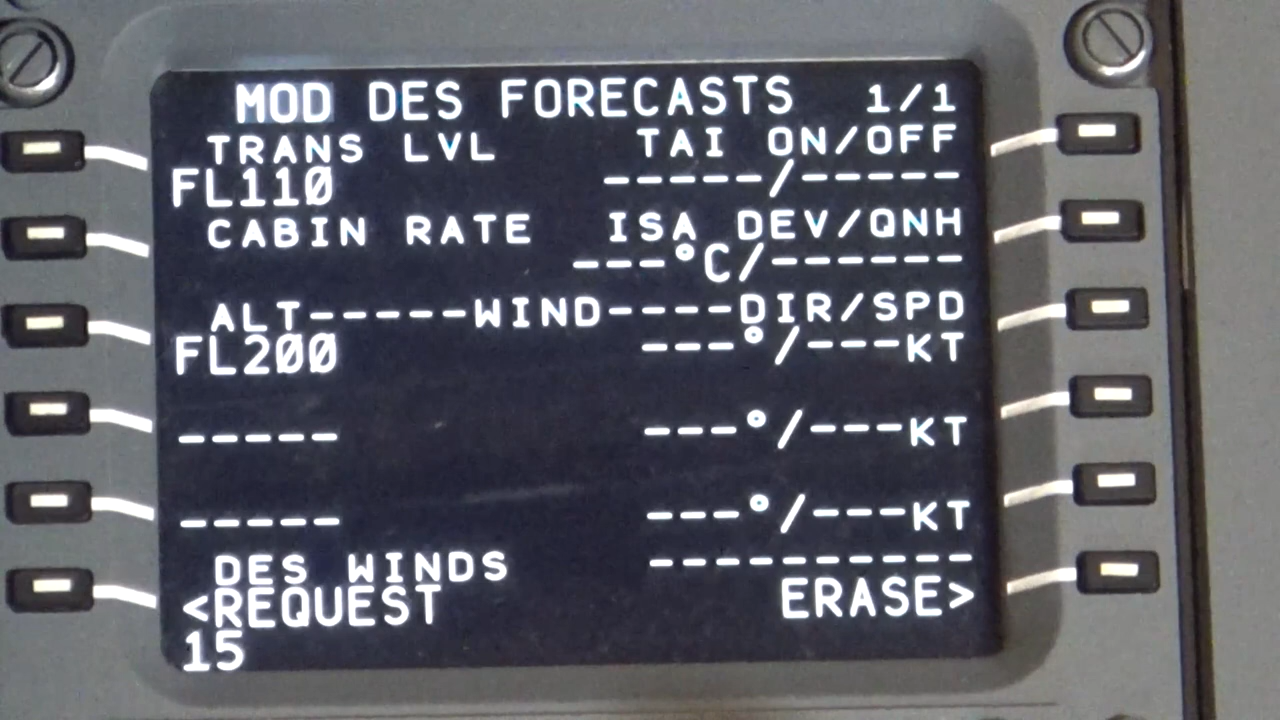 MOD DES FORECASTS 1/1
TRANS LVL TAI ON/OFF
FL110 -----/-----
CABIN RATE ISA DEV/QNH
---°C/------
ALT-----WIND----DIR/SPD
FL200 ---°/---KT
----- ---°/---KT
----- ---°/---KT
DES WINDS -----------
<REQUEST ERASE>
15